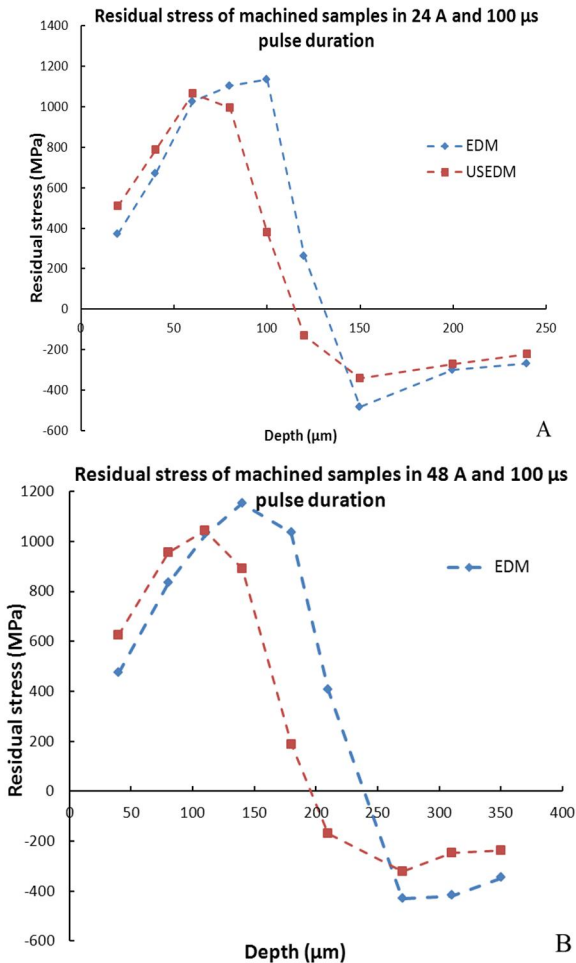 Residual stress of machined samples in 24 A and 100 µs
pulse duration
1400
1200
1000
800
600
400
200
0
-200
-400
-600
0 50 100 150 200 250
Residual stress (MPa)
Depth (µm)
EDM
USEDM
A
Residual stress of machined samples in 48 A and 100 µs
pulse duration
1200
1000
800
600
400
200
0
-200
-400
-600
0 50 100 150 200 250 300 350 400
Residual stress (MPa)
Depth (µm)
EDM
B